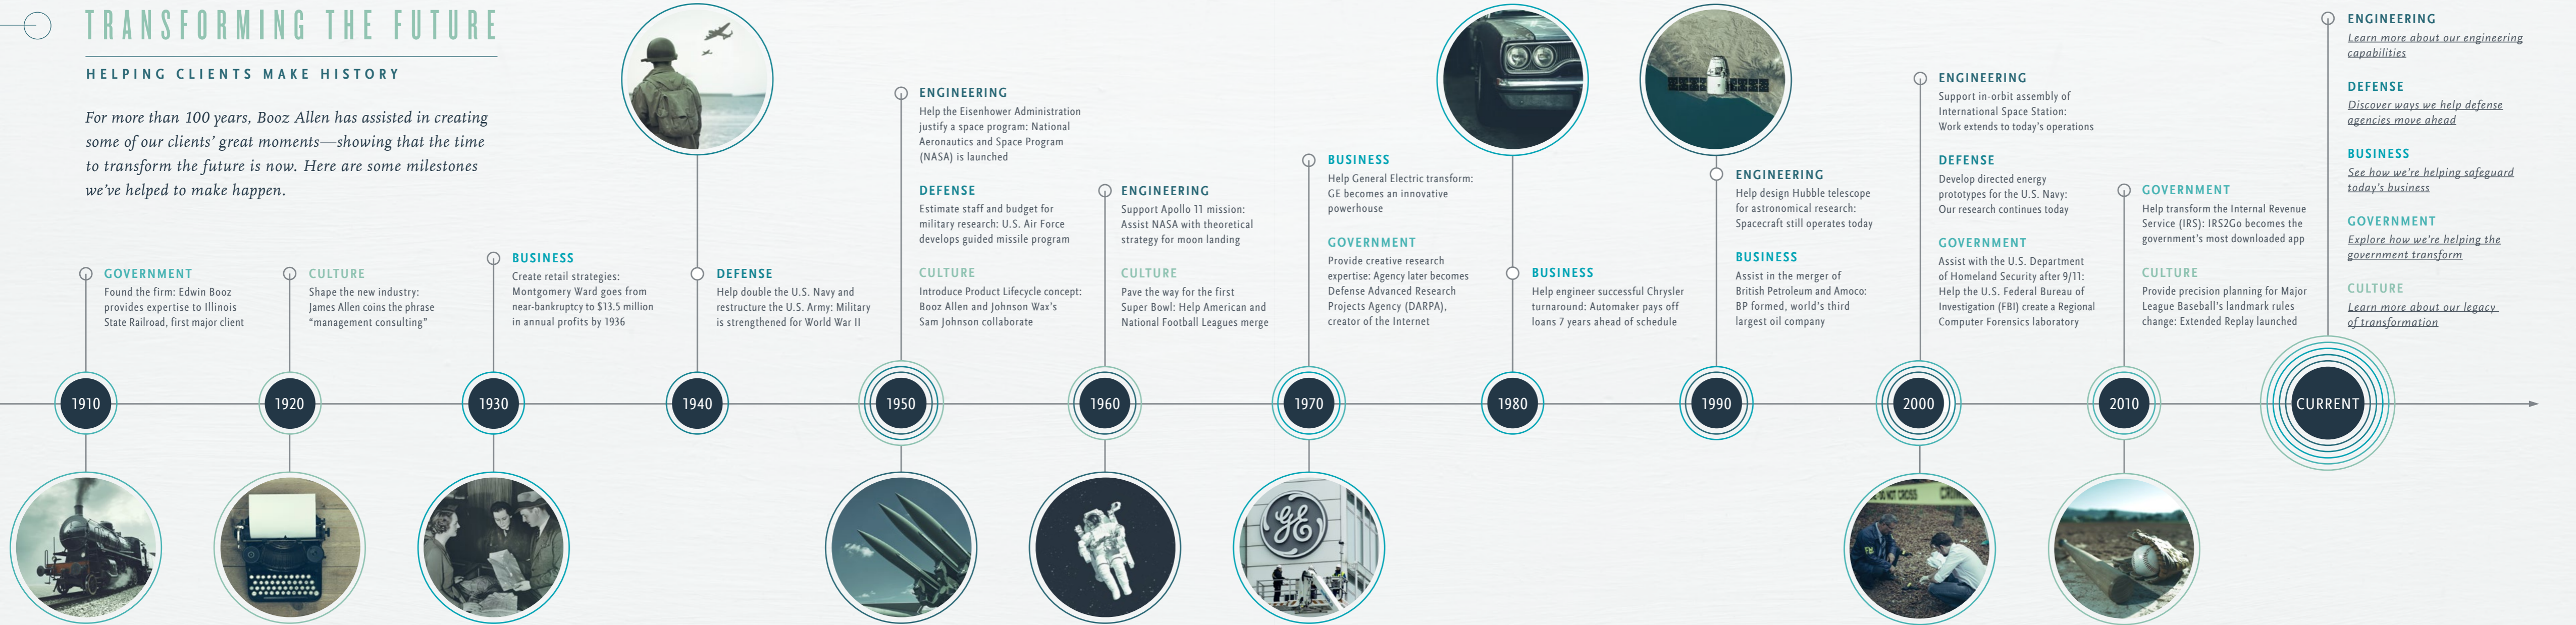 TRANSFORMING THE FUTURE
HELPING CLIENTS MAKE HISTORY
For more than 100 years, Booz Allen has assisted in creating
some of our clients' great moments—showing that the time
to transform the future is now. Here are some milestones
we've helped to make happen.
GOVERNMENT
Found the firm: Edwin Booz
provides expertise to Illinois
State Railroad, first major client
1910
CULTURE
Shape the new industry:
James Allen coins the phrase
“management consulting”
1920
BUSINESS
Create retail strategies:
Montgomery Ward goes from
near-bankruptcy to $13.5 million
in annual profits by 1936
1930
DEFENSE
Help double the U.S. Navy and
restructure the U.S. Army: Military
is strengthened for World War II
1940
ENGINEERING
Help the Eisenhower Administration
justify a space program: National
Aeronautics and Space Program
(NASA) is launched
DEFENSE
Estimate staff and budget for
military research: U.S. Air Force
develops guided missile program
CULTURE
Introduce Product Lifecycle concept:
Booz Allen and Johnson Wax's
Sam Johnson collaborate
1950
ENGINEERING
Support Apollo 11 mission:
Assist NASA with theoretical
strategy for moon landing
CULTURE
Pave the way for the first
Super Bowl: Help American and
National Football Leagues merge
1960
BUSINESS
Help General Electric transform:
GE becomes an innovative
powerhouse
GOVERNMENT
Provide creative research
expertise: Agency later becomes
Defense Advanced Research
Projects Agency (DARPA),
creator of the Internet
1970
GE
BUSINESS
Help engineer successful Chrysler
turnaround: Automaker pays off
loans 7 years ahead of schedule
1980
ENGINEERING
Help design Hubble telescope
for astronomical research:
Spacecraft still operates today
BUSINESS
Assist in the merger of
British Petroleum and Amoco:
BP formed, world's third
largest oil company
1990
ENGINEERING
Support in-orbit assembly of
International Space Station:
Work extends to today's operations
DEFENSE
Develop directed energy
prototypes for the U.S. Navy:
Our research continues today
GOVERNMENT
Assist with the U.S. Department
of Homeland Security after 9/11:
Help the U.S. Federal Bureau of
Investigation (FBI) create a Regional
Computer Forensics laboratory
2000
NOT CROSS
GOVERNMENT
Help transform the Internal Revenue
Service (IRS): IRS2Go becomes the
government's most downloaded app
CULTURE
Provide precision planning for Major
League Baseball's landmark rules
change: Extended Replay launched
2010
ENGINEERING
Learn more about our engineering
capabilities
DEFENSE
Discover ways we help defense
agencies move ahead
BUSINESS
See how we're helping safeguard
today's business
GOVERNMENT
Explore how we're helping the
government transform
CULTURE
Learn more about our legacy
of transformation
CURRENT